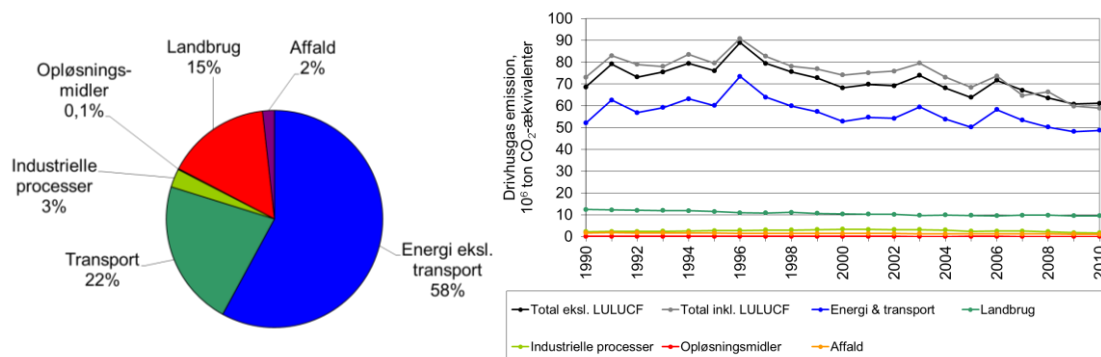 Landbrug
15%
Affald
2%
Opløsnings-
midler
0,1%
Industrielle
processer
3%
Transport
22%
Energi eksl.
transport
58%
Drivhusgas emission,
10⁶ ton CO₂-ækvivalenter
100
90
80
70
60
50
40
30
20
10
0
1990
1992
1994
1996
1998
2000
2002
2004
2006
2008
2010
Total eksl. LULUCF
Total inkl. LULUCF
Energi & transport
Landbrug
Industrielle processer
Opløsningsmidler
Affald